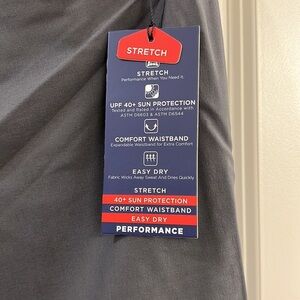 STRETCH
STRETCH
Performance When You Need It.
UPF 40+ SUN PROTECTION
Tested and Rated in Accordance with
ASTM D6603 & ASTM D6544
COMFORT WAISTBAND
Expandable Waistband for Extra Comfort
EASY DRY
Fabric Wicks Away Sweat And Dries Quickly
STRETCH
40+ SUN PROTECTION
COMFORT WAISTBAND
EASY DRY
PERFORMANCE